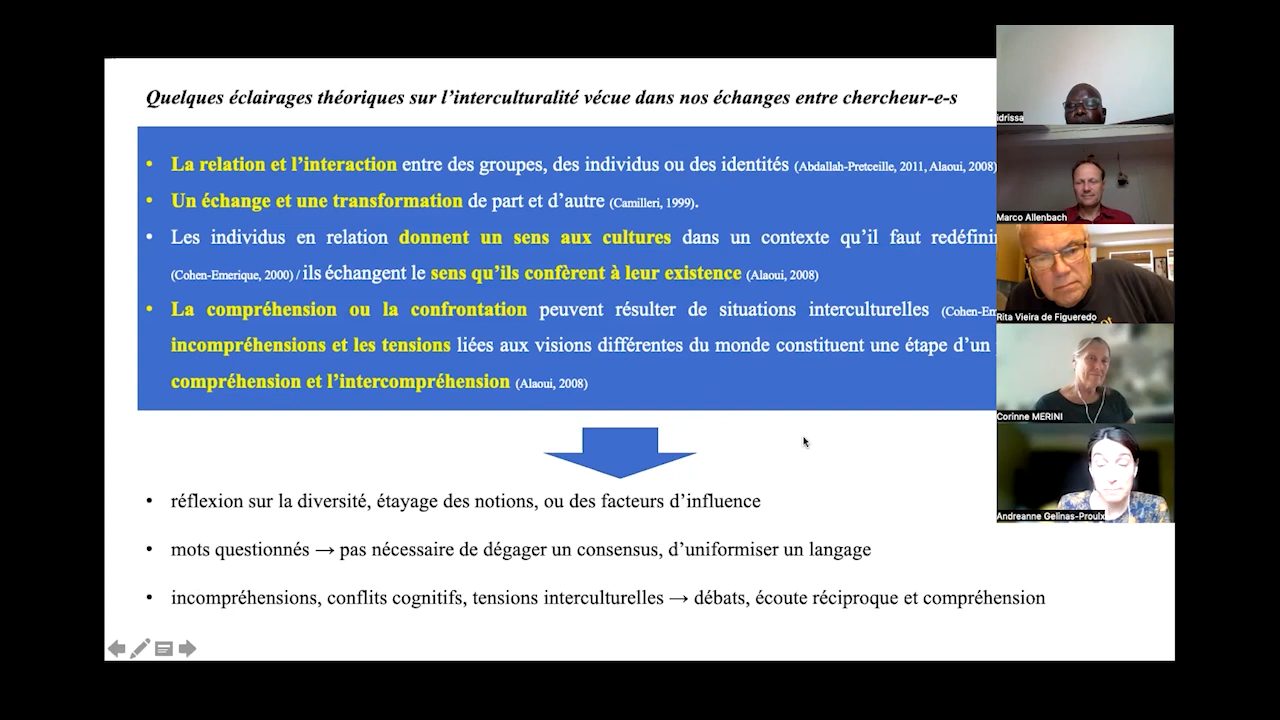 Quelques éclairages théoriques sur l’interculturalité vécue dans nos échanges entre chercheur-e-s
• La relation et l’interaction entre des groupes, des individus ou des identités (Abdallah-Pretceille, 2011, Alaoui, 2008)
• Un échange et une transformation de part et d’autre (Camilleri, 1999).
• Les individus en relation donnent un sens aux cultures dans un contexte qu’il faut redéfinir
(Cohen-Emerique, 2000) / ils échangent le sens qu’ils confèrent à leur existence (Alaoui, 2008)
• La compréhension ou la confrontation peuvent résulter de situations interculturelles
incompréhensions et les tensions liées aux visions différentes du monde constituent une étape d’un
compréhension et l’intercompréhension (Alaoui, 2008)
• réflexion sur la diversité, étayage des notions, ou des facteurs d’influence
• mots questionnés → pas nécessaire de dégager un consensus, d’uniformiser un langage
• incompréhensions, conflits cognitifs, tensions interculturelles → débats, écoute réciproque et compréhension
idrissa
Marco Allenbach
Rita Vieira de Figueredo
Corinne MERINI
Andreanne Gelinas-Proulx